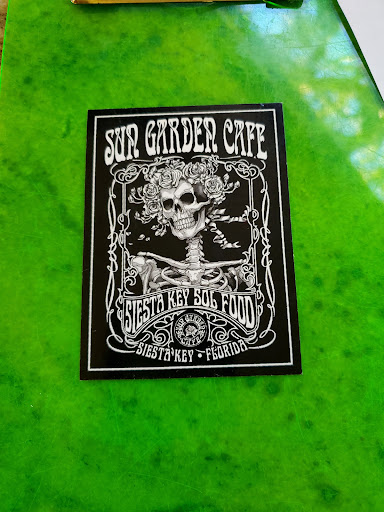 SUN GARDEN CAFE
SIESTA KEY SOL FOOD
SIESTA KEY • FLORIDA